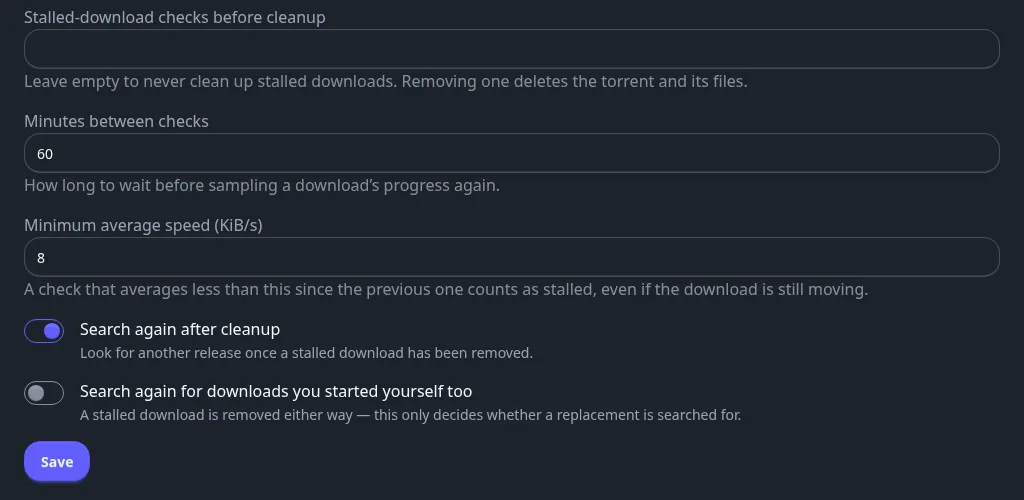 Stalled-download checks before cleanup
Leave empty to never clean up stalled downloads. Removing one deletes the torrent and its files.
Minutes between checks
60
How long to wait before sampling a download's progress again.
Minimum average speed (KiB/s)
8
A check that averages less than this since the previous one counts as stalled, even if the download is still moving.
Search again after cleanup
Look for another release once a stalled download has been removed.
Search again for downloads you started yourself too
A stalled download is removed either way — this only decides whether a replacement is searched for.
Save